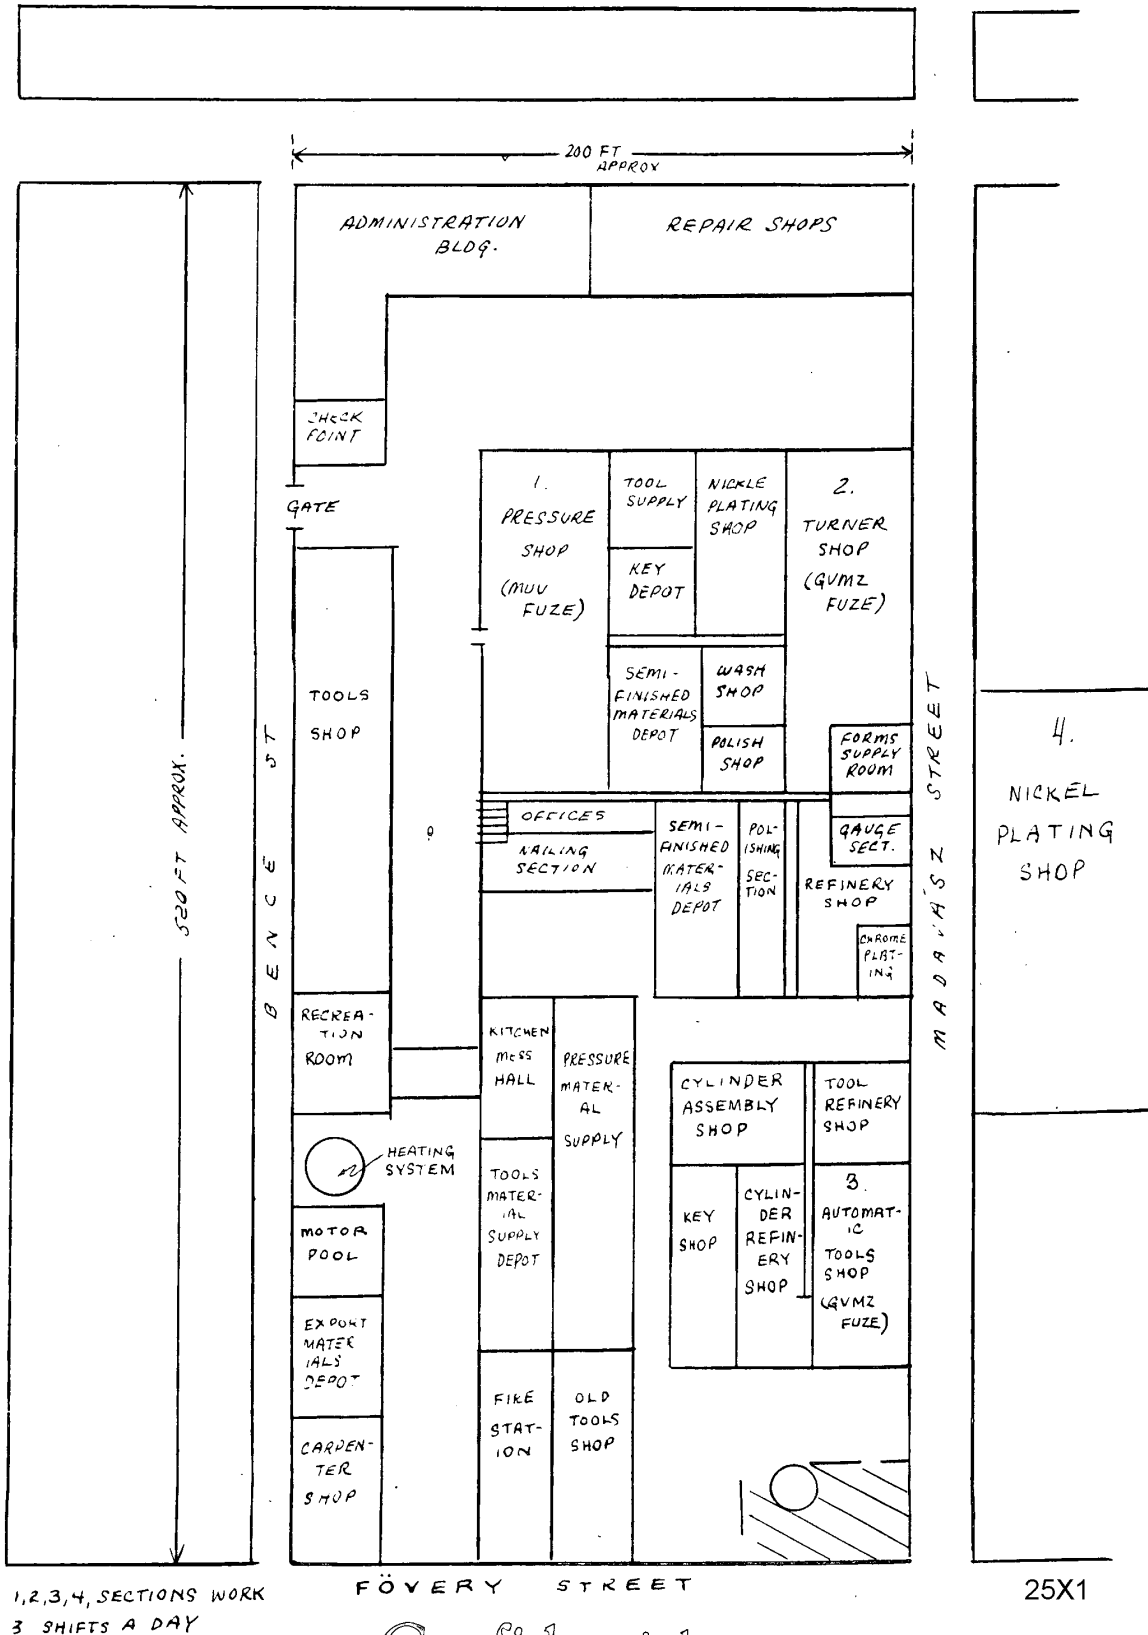 200 FT
APPROX
ADMINISTRATION
BLDG.
REPAIR SHOPS
520 FT APPROX.
BENCE ST
CHECK
POINT
GATE
1.
PRESSURE
SHOP
(MUV
FUZE)
TOOL
SUPPLY
NICKLE
PLATING
SHOP
2.
TURNER
SHOP
(GVMZ
FUZE)
KEY
DEPOT
TOOLS
SHOP
SEMI-
FINISHED
MATERIALS
DEPOT
WASH
SHOP
POLISH
SHOP
FORMS
SUPPLY
ROOM
MADAVÁSZ STREET
4.
NICKEL
PLATING
SHOP
OFFICES
NAILING
SECTION
SEMI-
FINISHED
MATER-
IALS
DEPOT
POL-
ISHING
SEC-
TION
GAUGE
SECT.
REFINERY
SHOP
CHROME
PLAT-
ING
RECREA-
TION
ROOM
KITCHEN
MESS
HALL
PRESSURE
MATER-
AL
SUPPLY
CYLINDER
ASSEMBLY
SHOP
TOOL
REFINERY
SHOP
HEATING
SYSTEM
TOOLS
MATER-
IAL
SUPPLY
DEPOT
KEY
SHOP
CYLIN-
DER
REFIN-
ERY
SHOP
3.
AUTOMAT-
IC
TOOLS
SHOP
(GVMZ
FUZE)
MOTOR
POOL
EXPORT
MATER
IALS
DEPOT
FIRE
STAT-
ION
OLD
TOOLS
SHOP
CARPEN-
TER
SHOP
FÖVERY STREET
1,2,3,4, SECTIONS WORK
3 SHIFTS A DAY
25X1